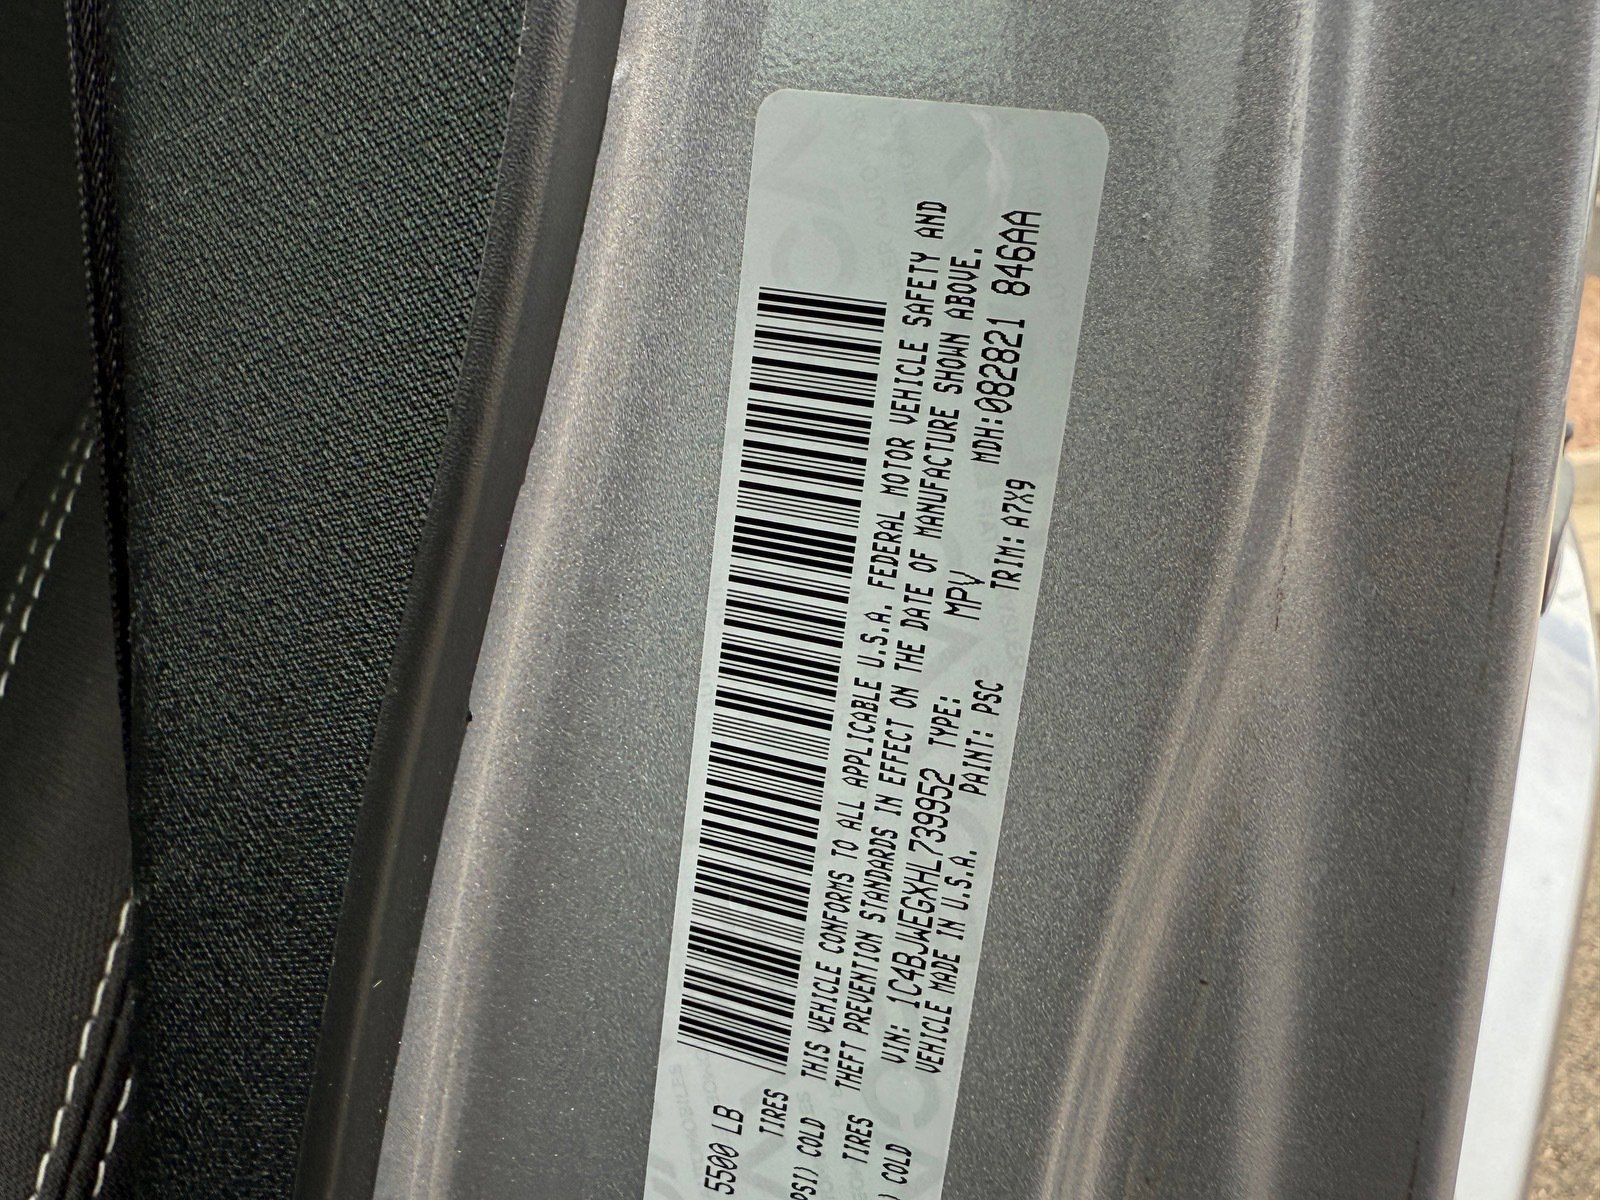 5500 LB
TIRES
PSI) COLD
THIS VEHICLE CONFORMS TO ALL APPLICABLE U.S.A. FEDERAL MOTOR VEHICLE SAFETY AND
THEFT PREVENTION STANDARDS IN EFFECT ON THE DATE OF MANUFACTURE SHOWN ABOVE.
TIRES
) COLD
VIN: 1C4BJWEGXHL739952 TYPE: MPV MDH:082821 846AA
VEHICLE MADE IN U.S.A. PAINT: PSC TRIM: A7X9